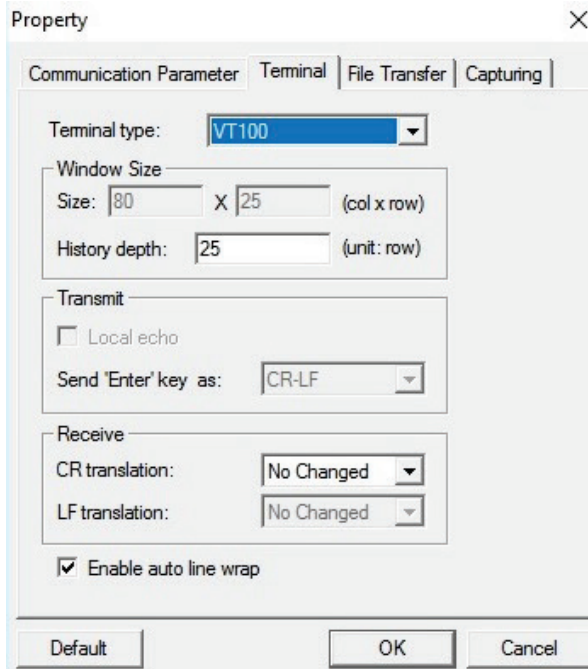 Property
Communication Parameter Terminal File Transfer Capturing
Terminal type: VT100
Window Size
Size: 80 X 25 (col x row)
History depth: 25 (unit: row)
Transmit
Local echo
Send 'Enter' key as: CR-LF
Receive
CR translation: No Changed
LF translation: No Changed
Enable auto line wrap
Default OK Cancel